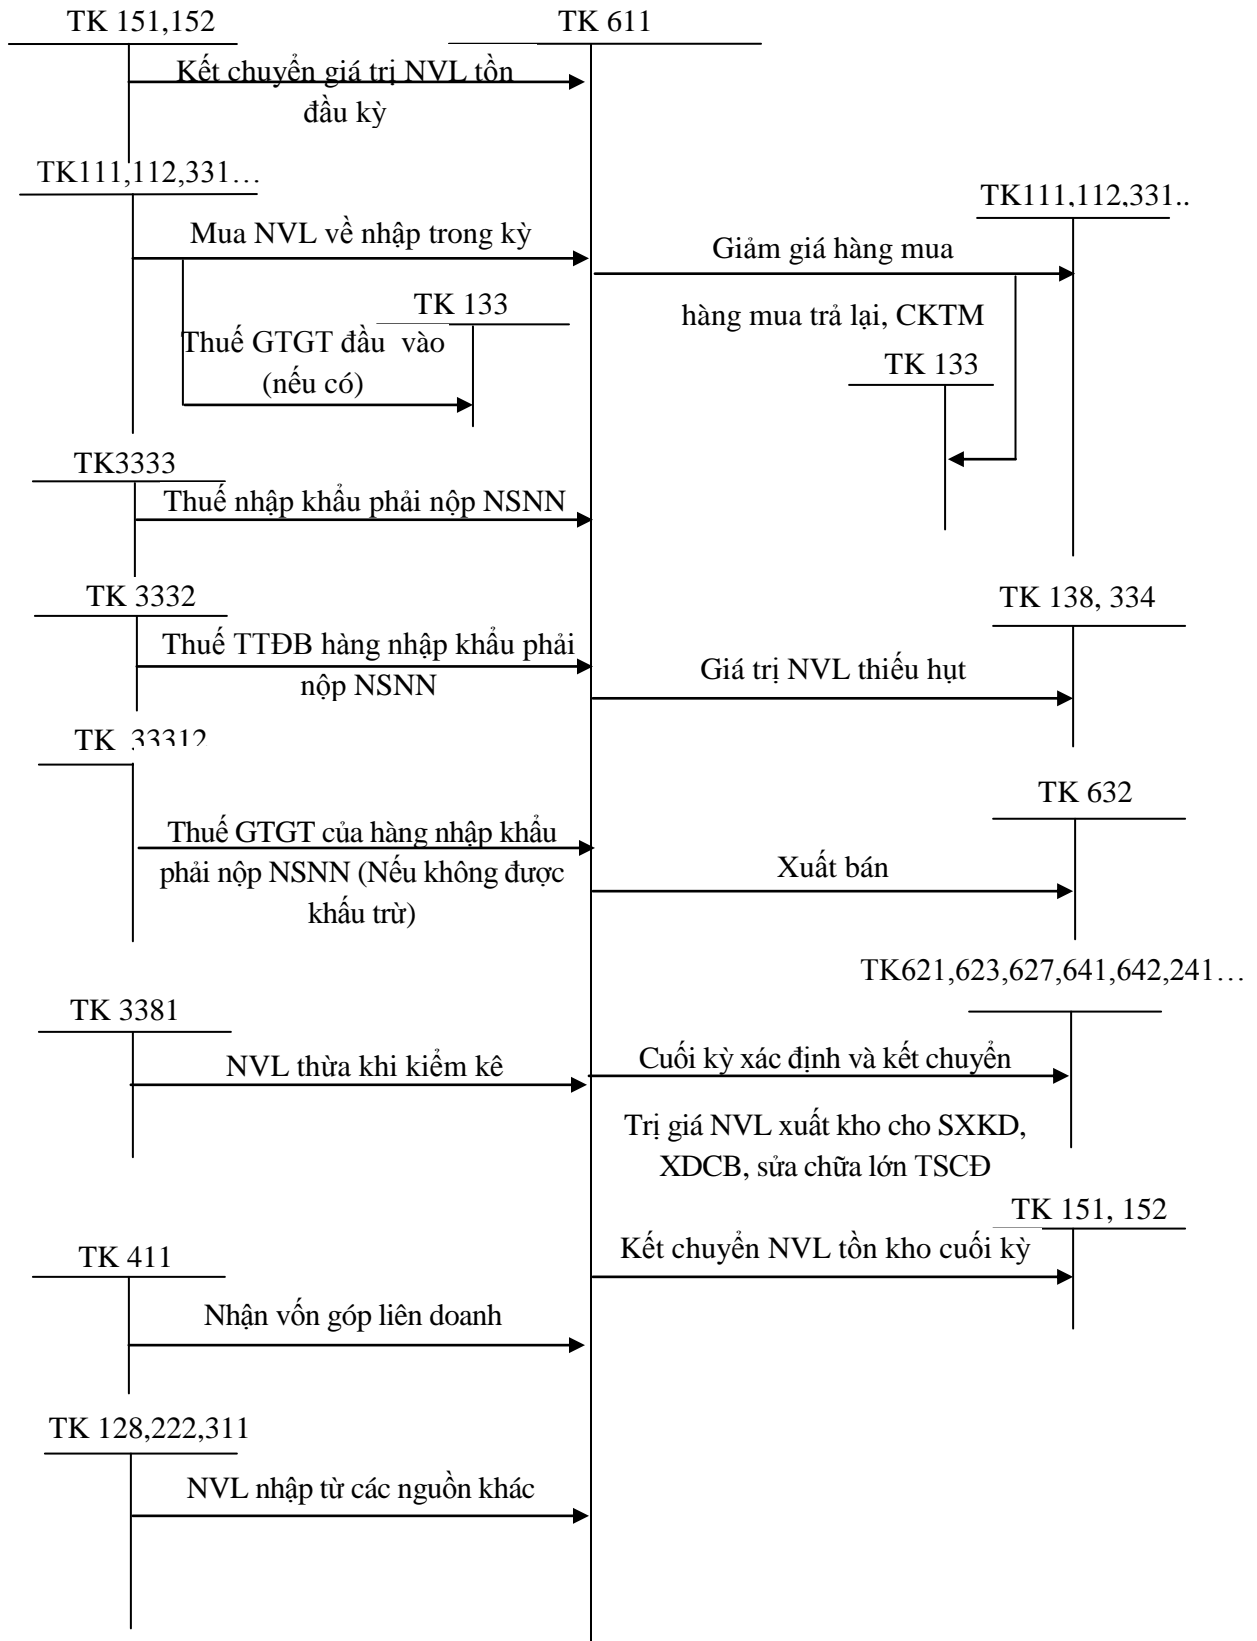 TK 151,152
TK 611
Kết chuyển giá trị NVL tồn
đầu kỳ
TK111,112,331…
TK111,112,331..
Mua NVL về nhập trong kỳ
Giảm giá hàng mua
TK 133
hàng mua trả lại, CKTM
Thuế GTGT đầu vào
(nếu có)
TK 133
TK3333
Thuế nhập khẩu phải nộp NSNN
TK 3332
TK 138, 334
Thuế TTĐB hàng nhập khẩu phải
nộp NSNN
Giá trị NVL thiếu hụt
TK 33312
TK 632
Thuế GTGT của hàng nhập khẩu
phải nộp NSNN (Nếu không được
khấu trừ)
Xuất bán
TK621,623,627,641,642,241…
TK 3381
NVL thừa khi kiểm kê
Cuối kỳ xác định và kết chuyển
Trị giá NVL xuất kho cho SXKD,
XDCB, sửa chữa lớn TSCĐ
TK 151, 152
Kết chuyển NVL tồn kho cuối kỳ
TK 411
Nhận vốn góp liên doanh
TK 128,222,311
NVL nhập từ các nguồn khác